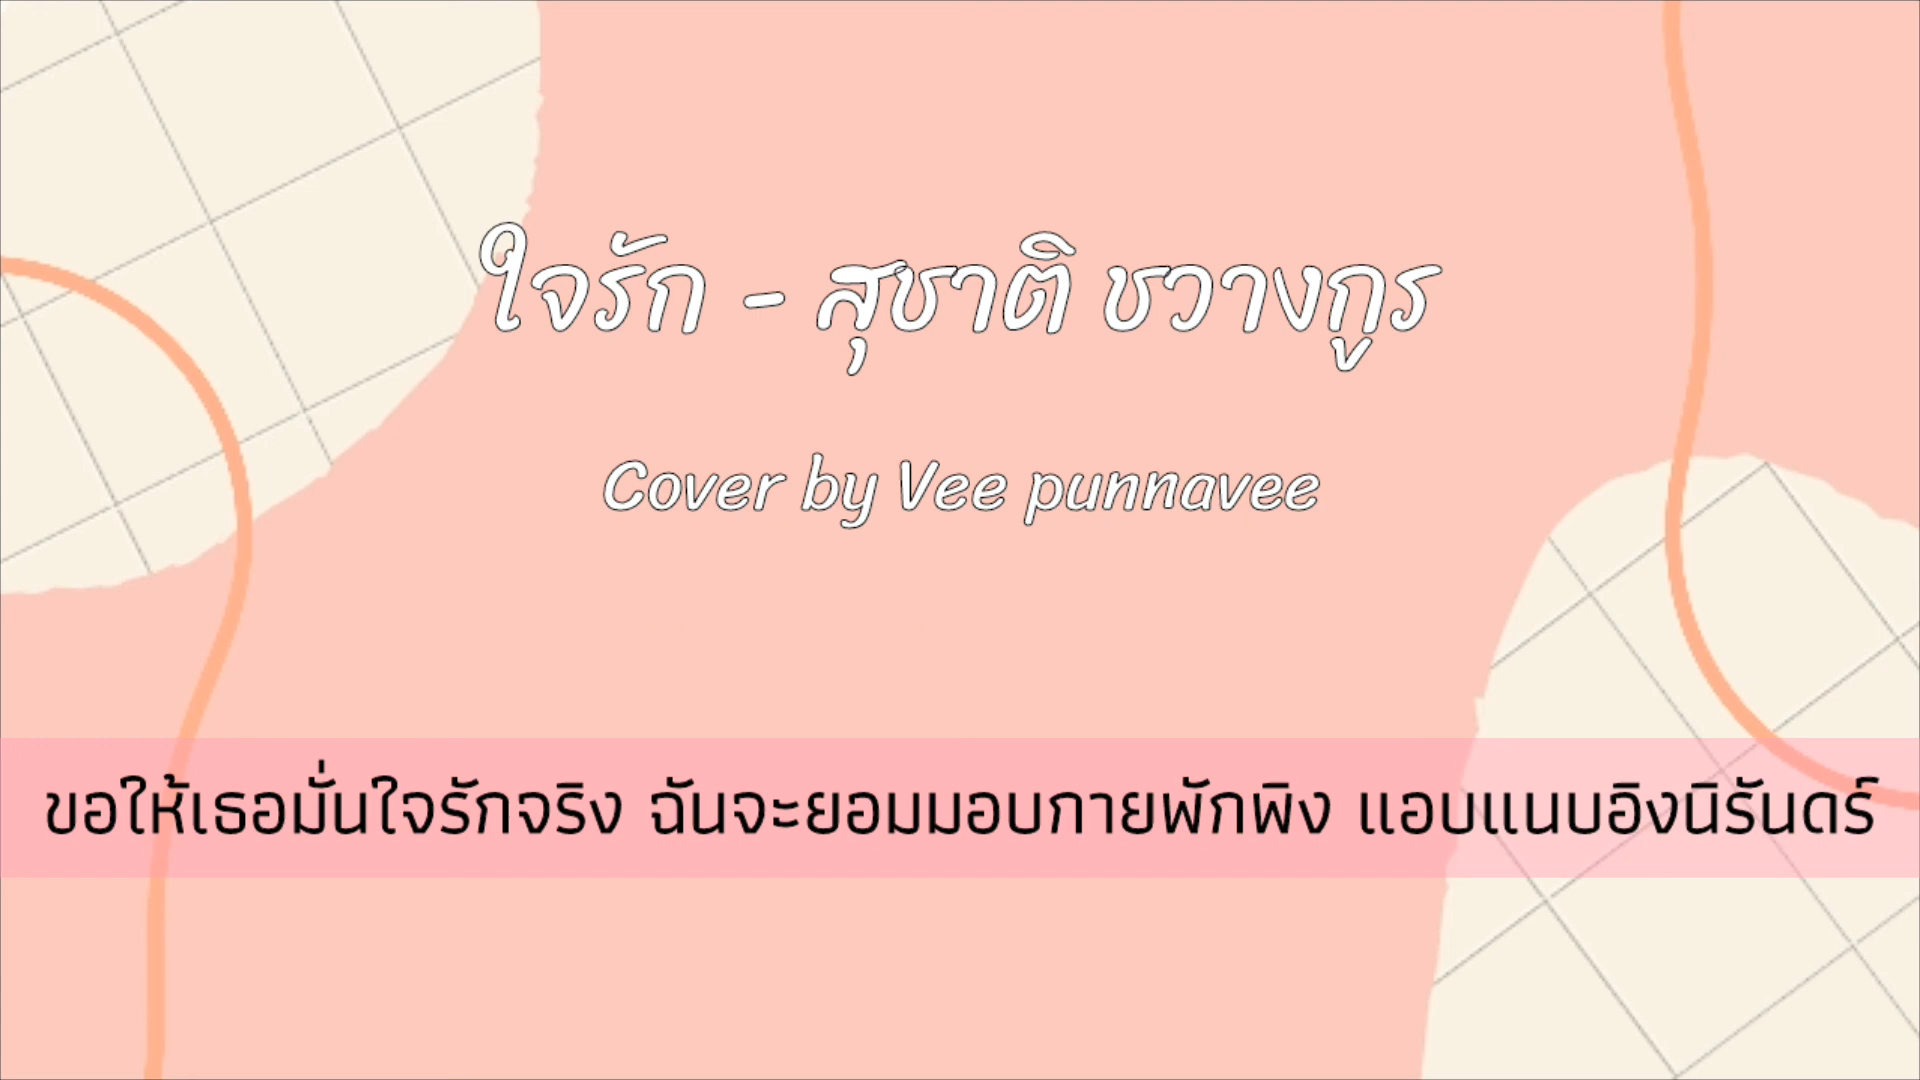 ใจรัก - สุชาติ ชวางกูร
Cover by Vee punnavee
ขอให้เธอมั่นใจรักจริง ฉันจะยอมมอบกายพักพิง แอบแนบอิงนิรันดร์